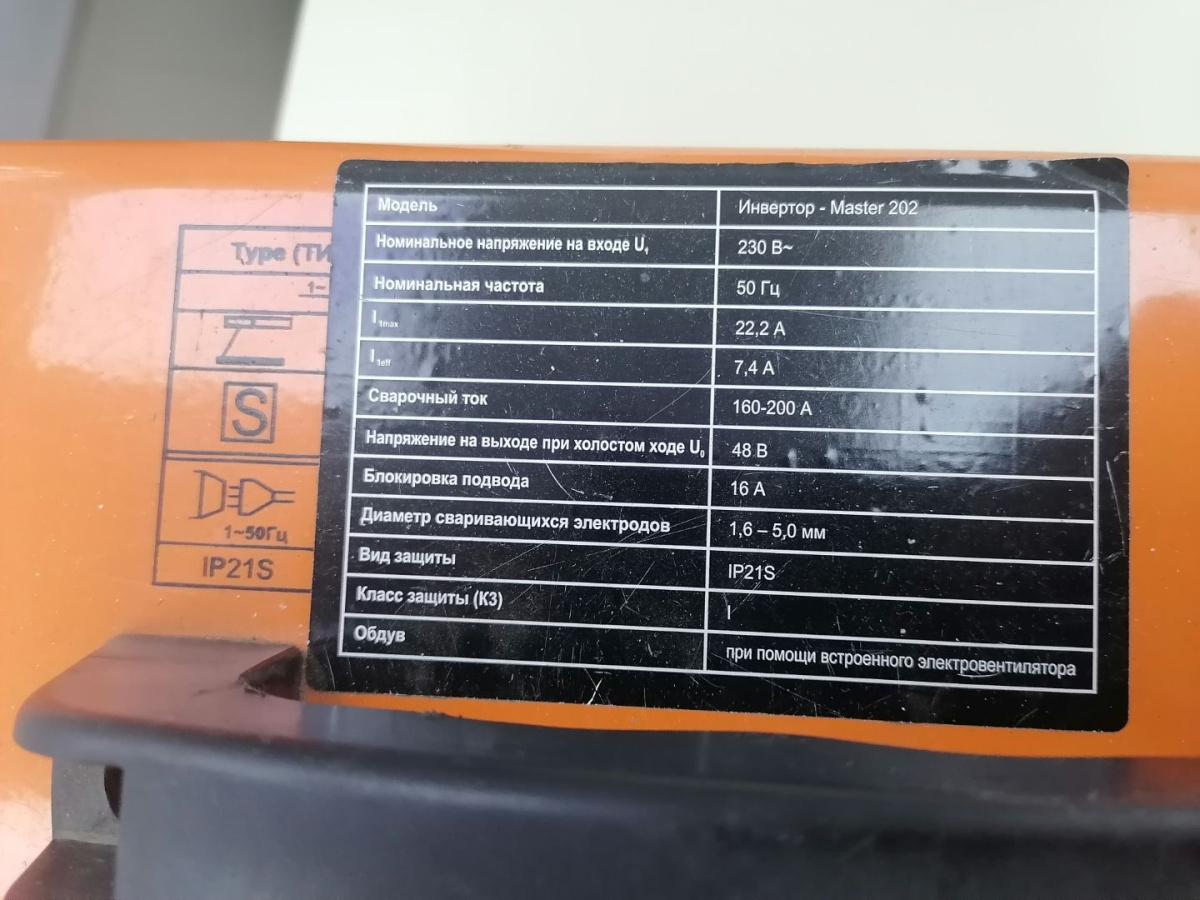 Type (ТИ
1~
S
1~50Гц
IP21S
Модель Инвертор - Master 202
Номинальное напряжение на входе U₁ 230 В~
Номинальная частота 50 Гц
I1max 22,2 А
I1eff 7,4 А
Сварочный ток 160-200 А
Напряжение на выходе при холостом ходе U₀ 48 В
Блокировка подвода 16 А
Диаметр сваривающихся электродов 1,6 – 5,0 мм
Вид защиты IP21S
Класс защиты (К3) I
Обдув при помощи встроенного электровентилятора